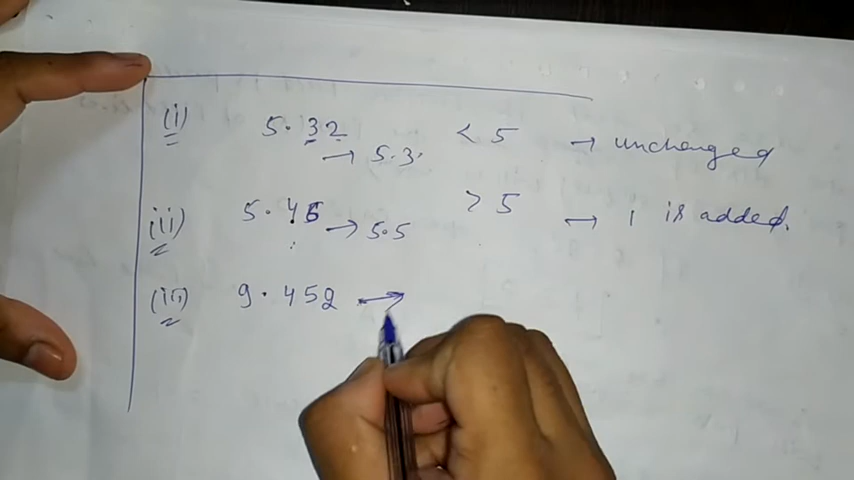 (i) 5.32 < 5 → unchanged
→ 5.3.
(ii) 5.46 → 5.5 > 5 → 1 is added.
(iii) 9.452 →